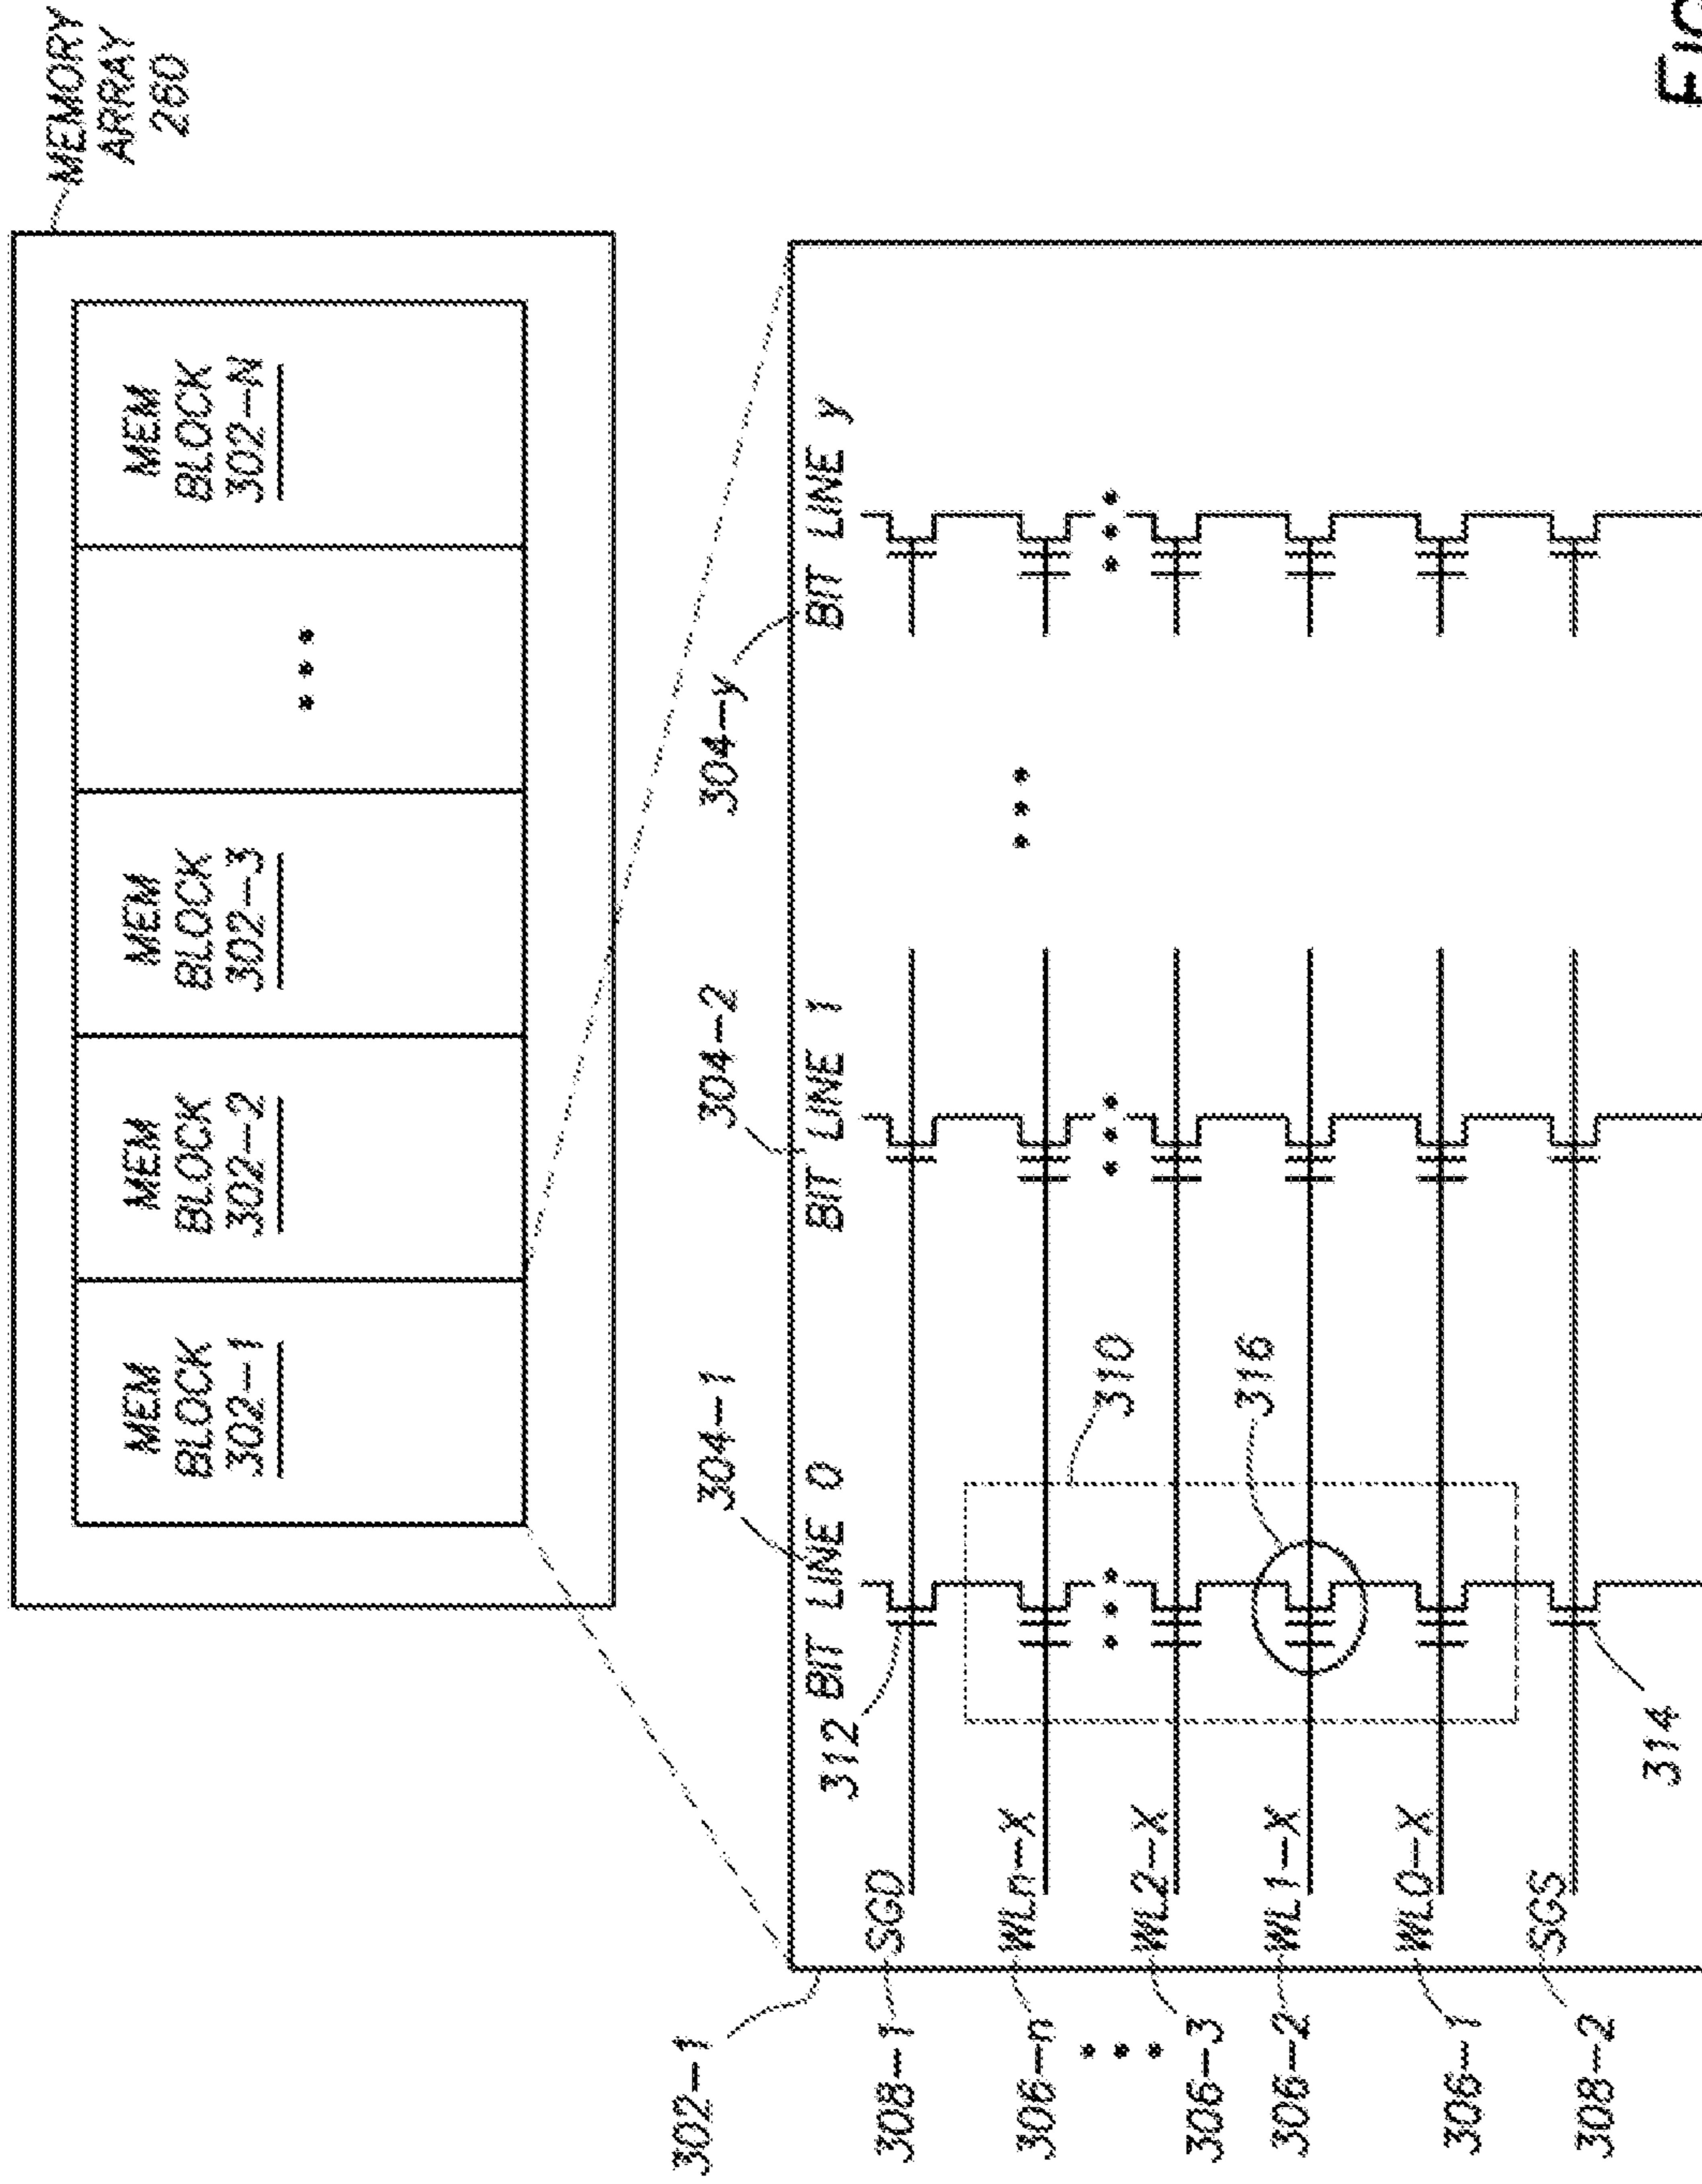 MEMORY
ARRAY
260
MEM
BLOCK
302-1
MEM
BLOCK
302-2
MEM
BLOCK
302-3
MEM
BLOCK
302-N
302-1
304-1
304-2
304-y
312
BIT LINE 0
BIT LINE 1
BIT LINE y
308-1
SGD
306-n
WLn-X
310
306-3
WL2-X
306-2
WL1-X
316
306-1
WL0-X
308-2
SGS
314